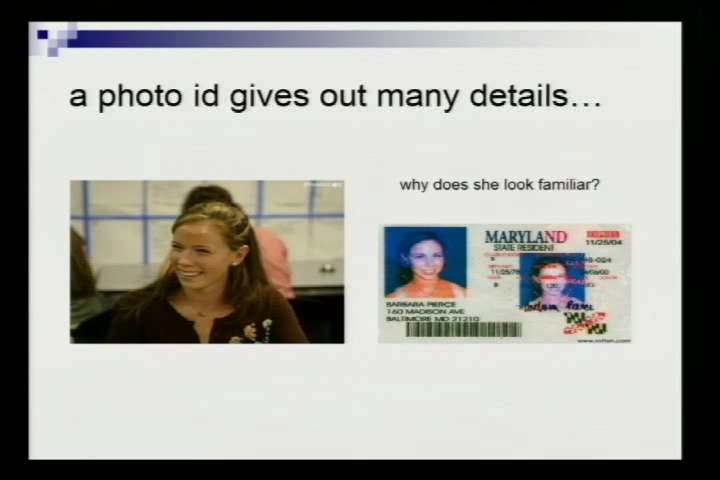 a photo id gives out many details...
why does she look familiar?
MARYLAND
STATE RESIDENT
EXPIRES
11/25/04
BARBARA PIERCE
160 MADISON AVE
BALTIMORE MD 21210
www.rotten.com